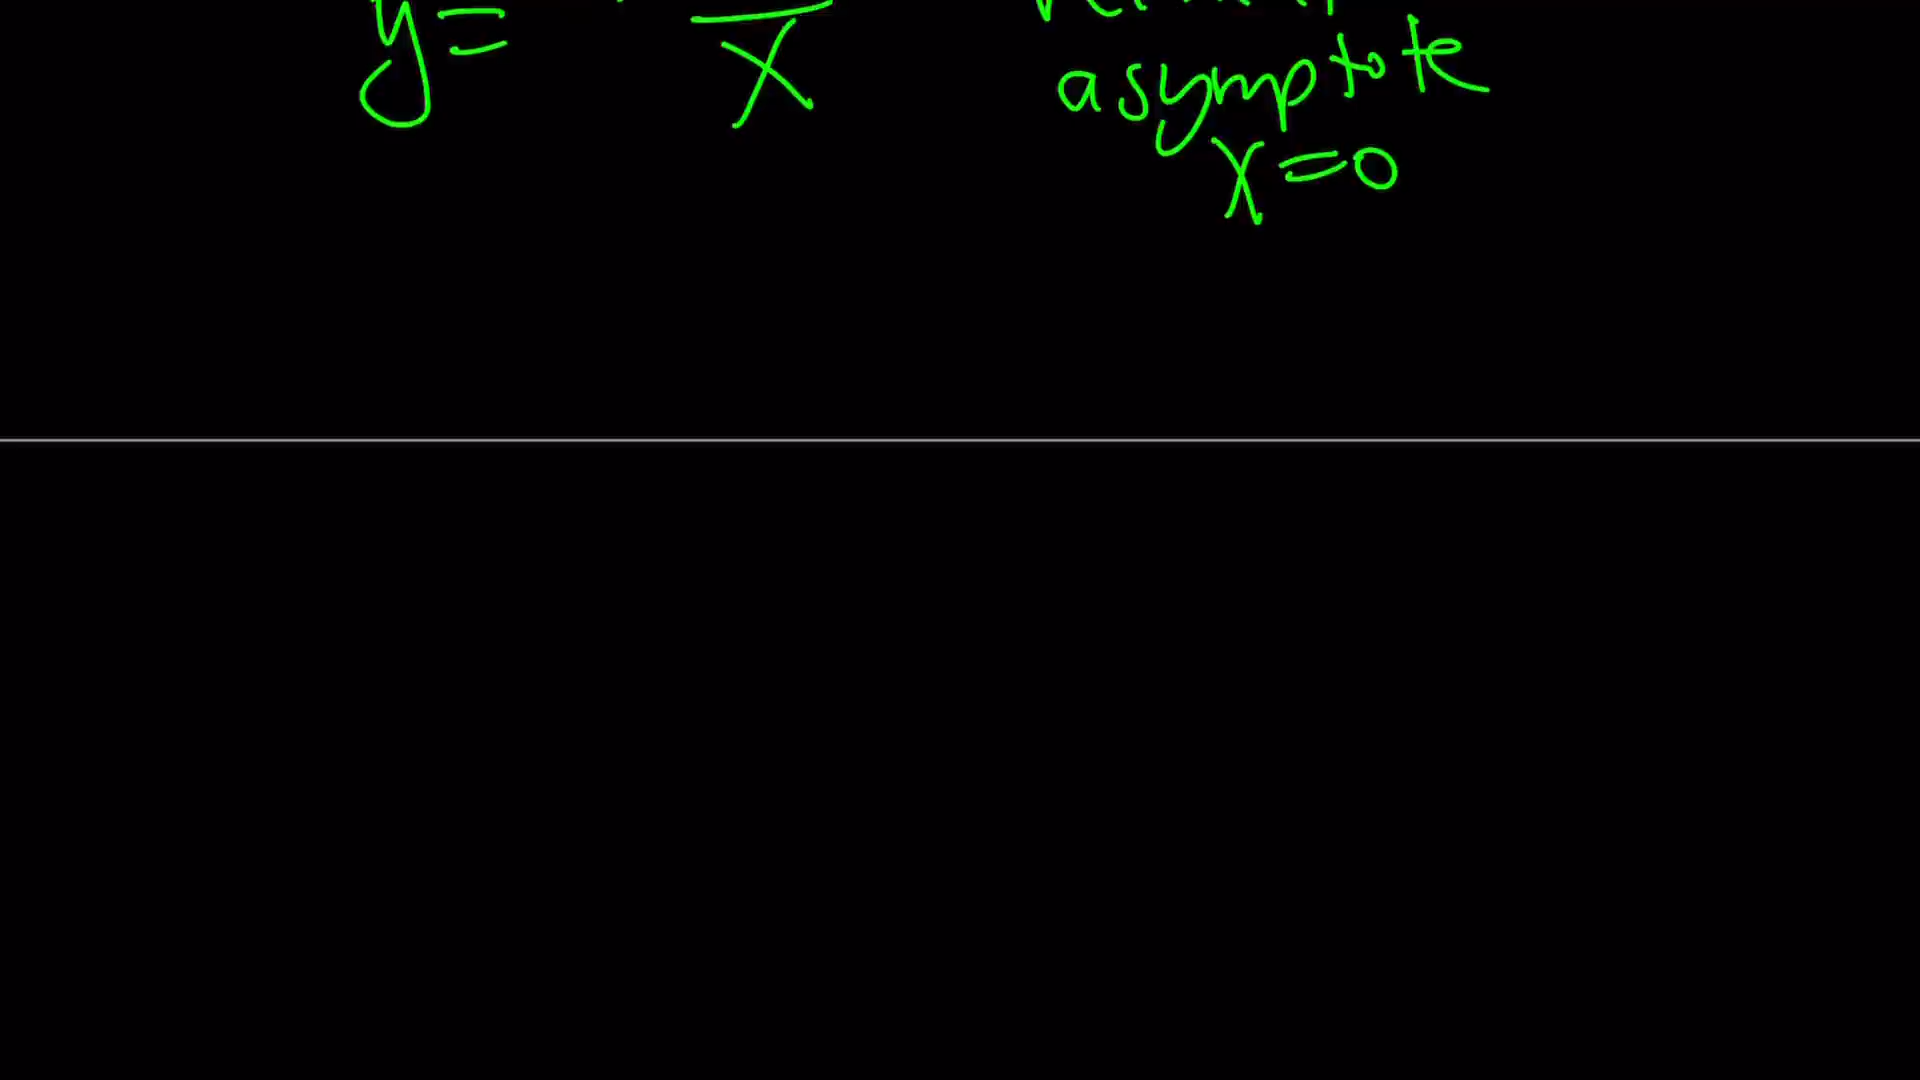 y =
x
asymptote
x=0